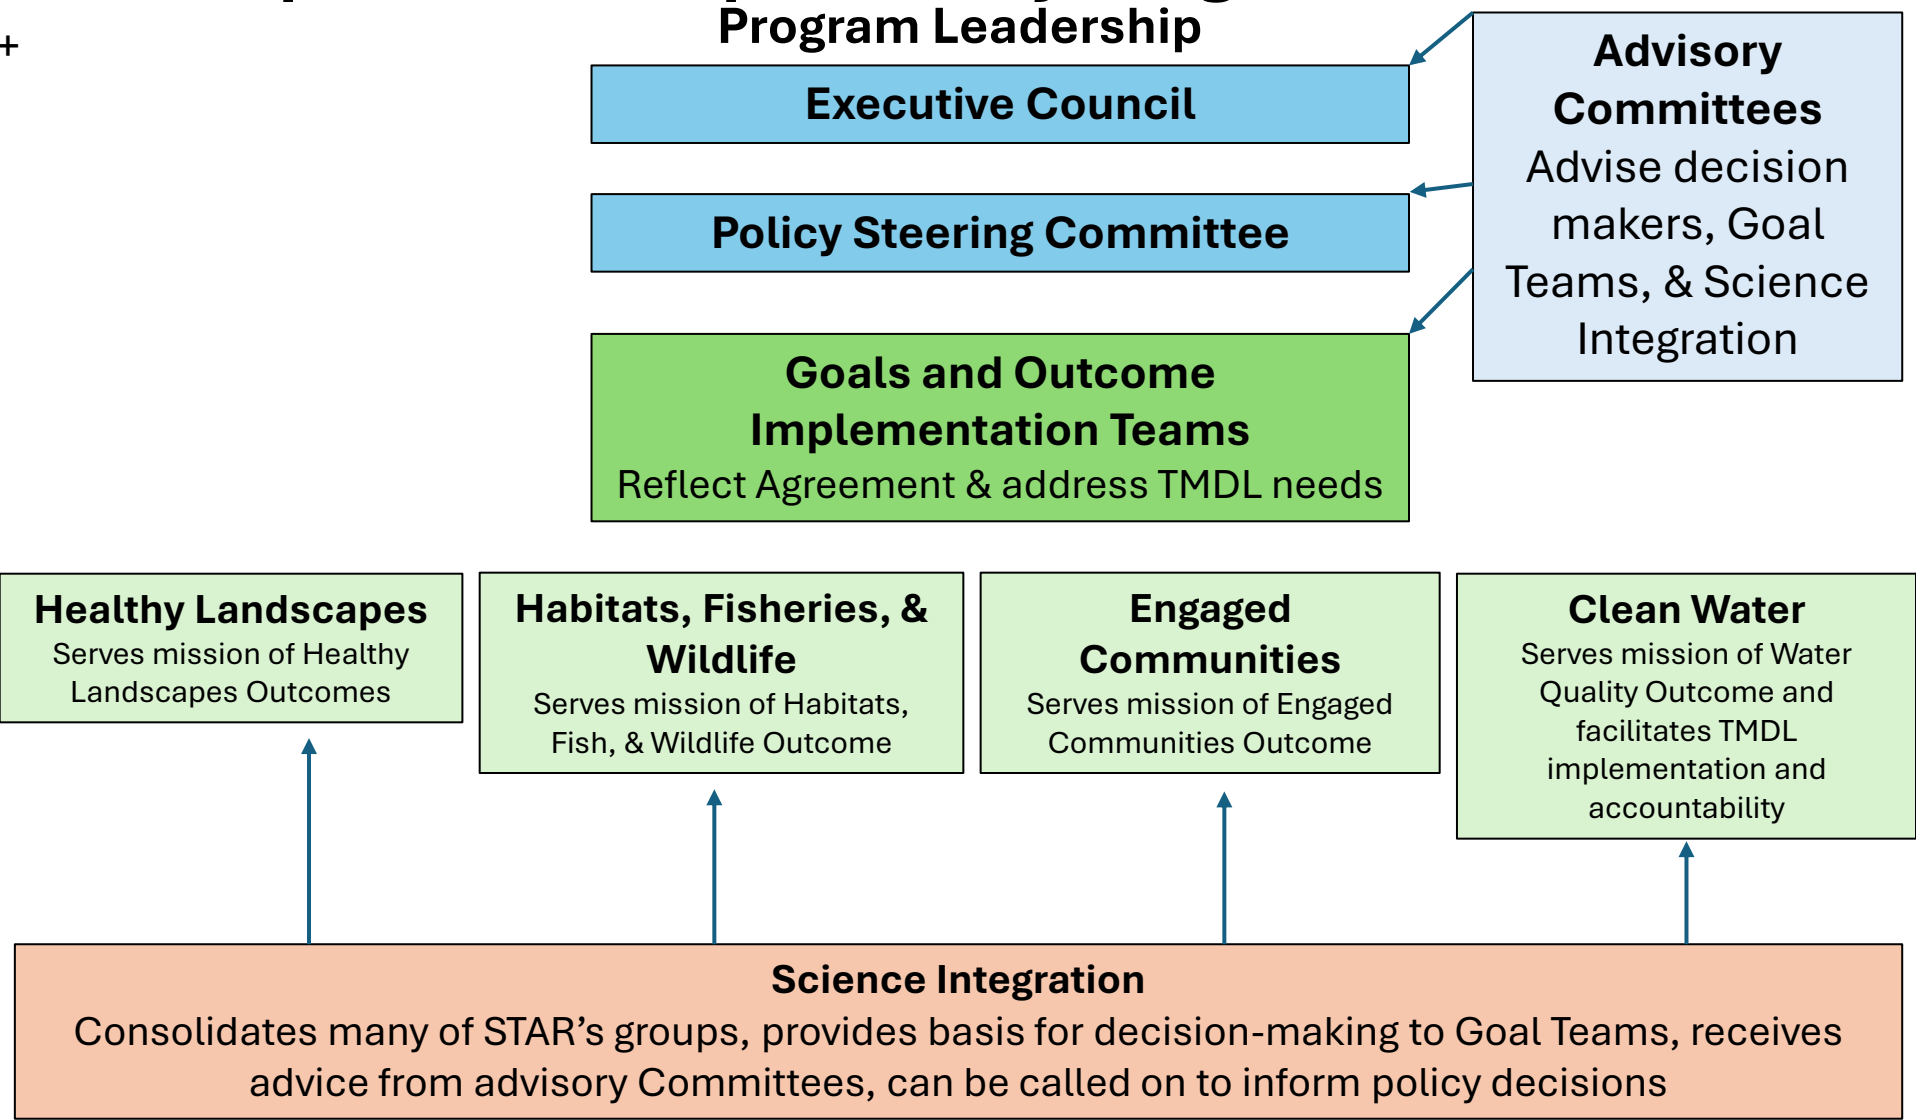 Program Leadership
+
Executive Council
Policy Steering Committee
Advisory
Committees
Advise decision
makers, Goal
Teams, & Science
Integration
Goals and Outcome
Implementation Teams
Reflect Agreement & address TMDL needs
Healthy Landscapes
Serves mission of Healthy
Landscapes Outcomes
Habitats, Fisheries, &
Wildlife
Serves mission of Habitats,
Fish, & Wildlife Outcome
Engaged
Communities
Serves mission of Engaged
Communities Outcome
Clean Water
Serves mission of Water
Quality Outcome and
facilitates TMDL
implementation and
accountability
Science Integration
Consolidates many of STAR’s groups, provides basis for decision-making to Goal Teams, receives
advice from advisory Committees, can be called on to inform policy decisions